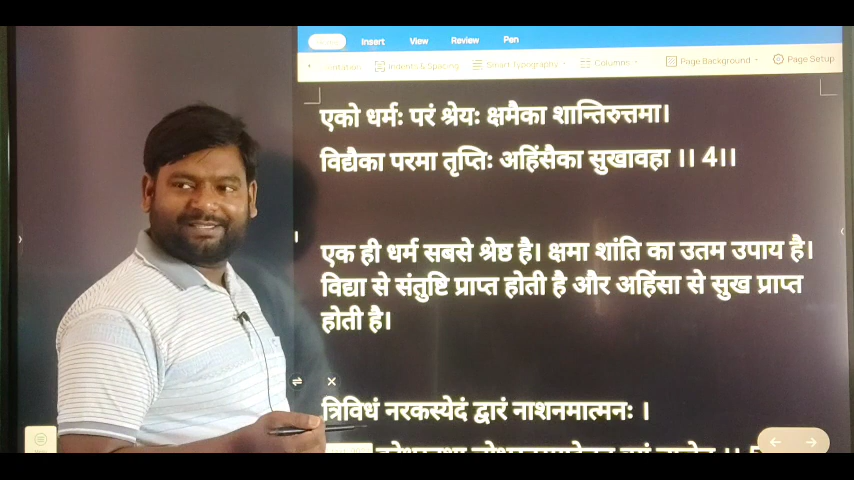 Insert View Review Pen
Indents & Spacing Smart Typography Columns Page Background Page Setup
एको धर्मः परं श्रेयः क्षमैका शान्तिरुत्तमा।
विद्यैका परमा तृप्तिः अहिंसैका सुखावहा ।। 4।।
एक ही धर्म सबसे श्रेष्ठ है। क्षमा शांति का उतम उपाय है।
विद्या से संतुष्टि प्राप्त होती है और अहिंसा से सुख प्राप्त
होती है।
त्रिविधं नरकस्येदं द्वारं नाशनमात्मनः ।